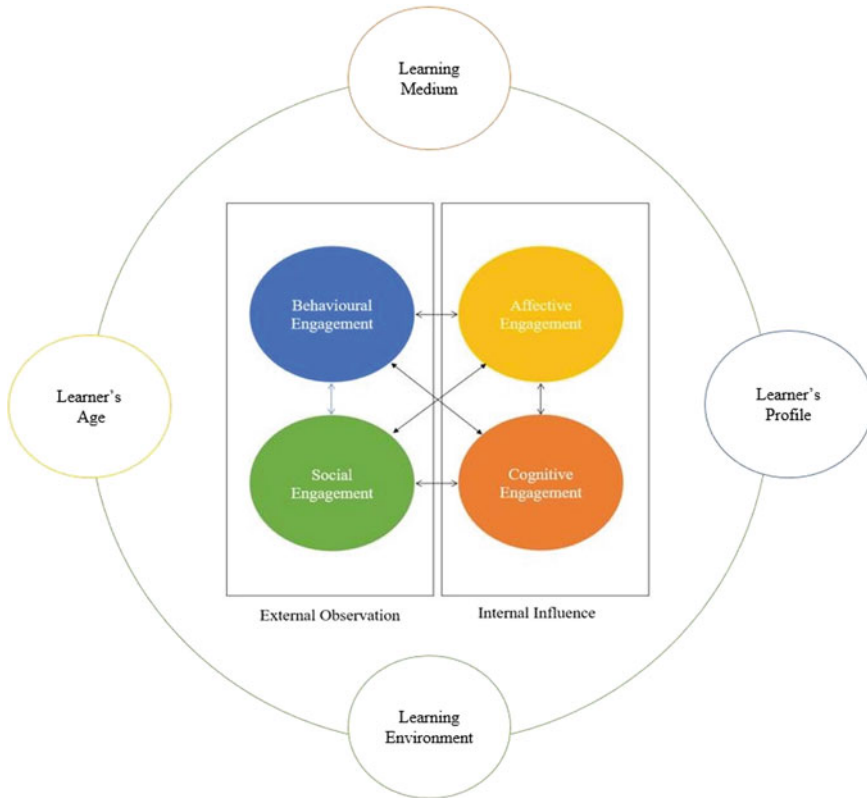 Learning
Medium
Behavioural
Engagement
Affective
Engagement
Learner's
Age
Learner's
Profile
Social
Engagement
Cognitive
Engagement
External Observation
Internal Influence
Learning
Environment